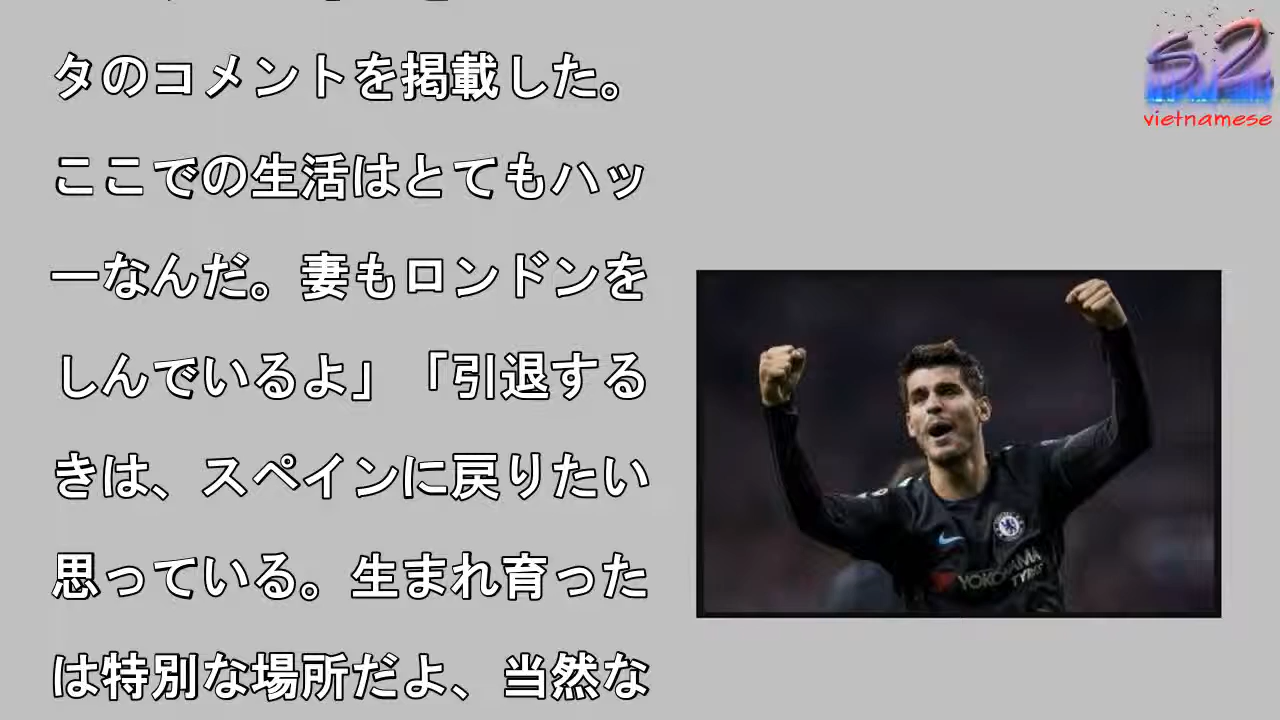 タのコメントを掲載した。
ここでの生活はとてもハッ
ーなんだ。妻もロンドンを
しんでいるよ」「引退する
きは、スペインに戻りたい
思っている。生まれ育った
は特別な場所だよ、当然な
s2
vietnamese
YOKOHAMA
TYRES